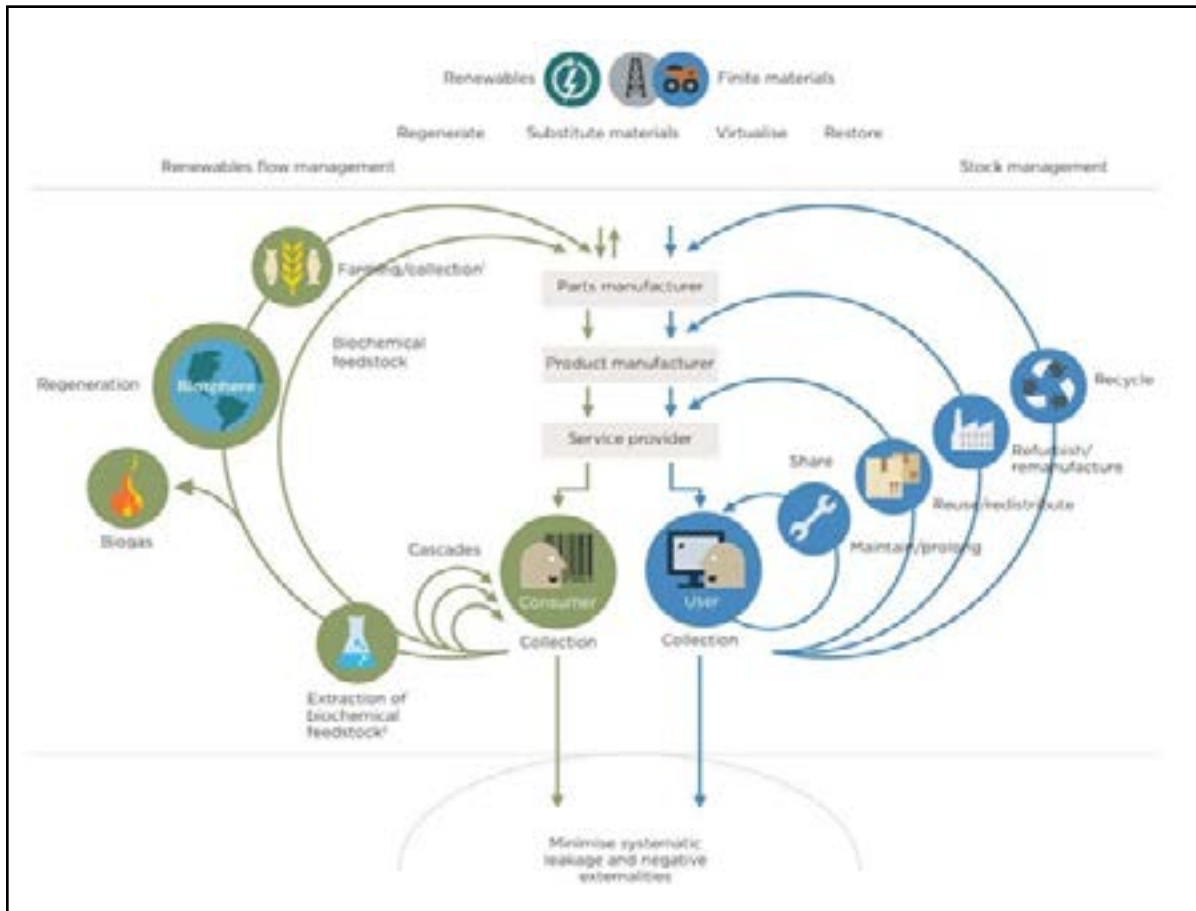 Renewables
Finite materials
Regenerate
Substitute materials
Virtualise
Restore
Renewables flow management
Stock management
Farming/collection¹
Parts manufacturer
Biochemical
feedstock
Product manufacturer
Regeneration
Biosphere
Recycle
Service provider
Share
Refurbish/
remanufacture
Reuse/redistribute
Biogas
Maintain/prolong
Cascades
Consumer
User
Collection
Collection
Extraction of
biochemical
feedstock²
Minimise systematic
leakage and negative
externalities